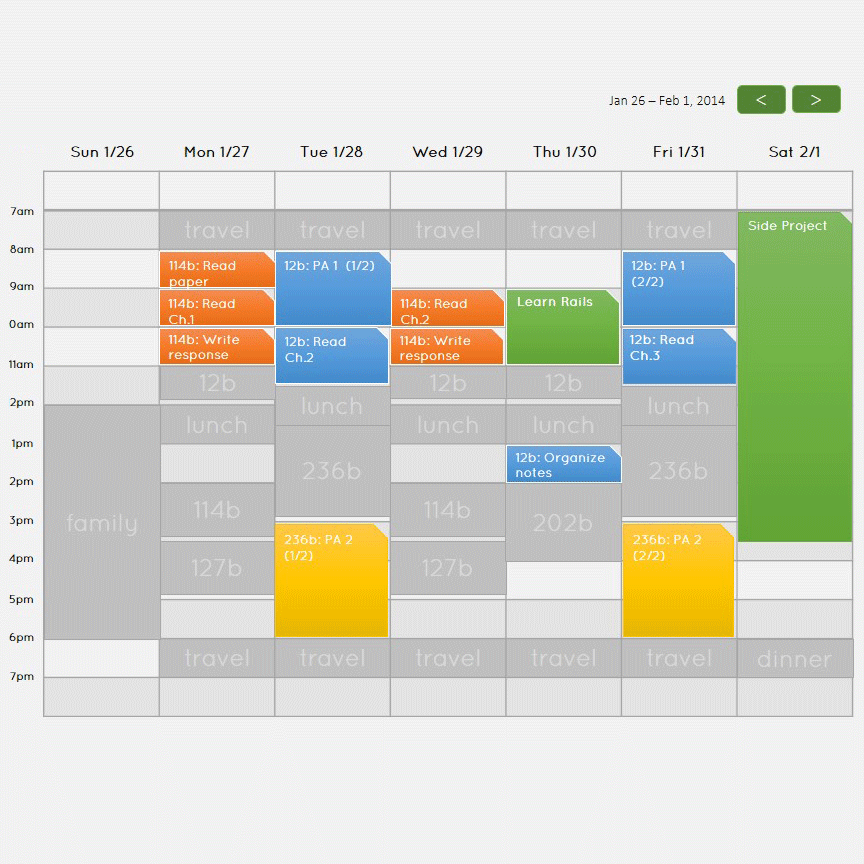 Jan 26 – Feb 1, 2014 < >
Sun 1/26 Mon 1/27 Tue 1/28 Wed 1/29 Thu 1/30 Fri 1/31 Sat 2/1
7am
travel travel travel travel travel
Side Project
8am
114b: Read
paper
12b: PA 1 (1/2)
12b: PA 1
(2/2)
9am
114b: Read
Ch.1
114b: Read
Ch.2
Learn Rails
0am
114b: Write
response
12b: Read
Ch.2
114b: Write
response
12b: Read
Ch.3
11am
12b 12b 12b
2pm
lunch lunch lunch lunch lunch
1pm
12b: Organize
notes
236b 236b
2pm
114b 114b 202b
family
3pm
236b: PA 2
(1/2)
236b: PA 2
(2/2)
4pm
127b 127b
5pm
6pm
travel travel travel travel travel dinner
7pm